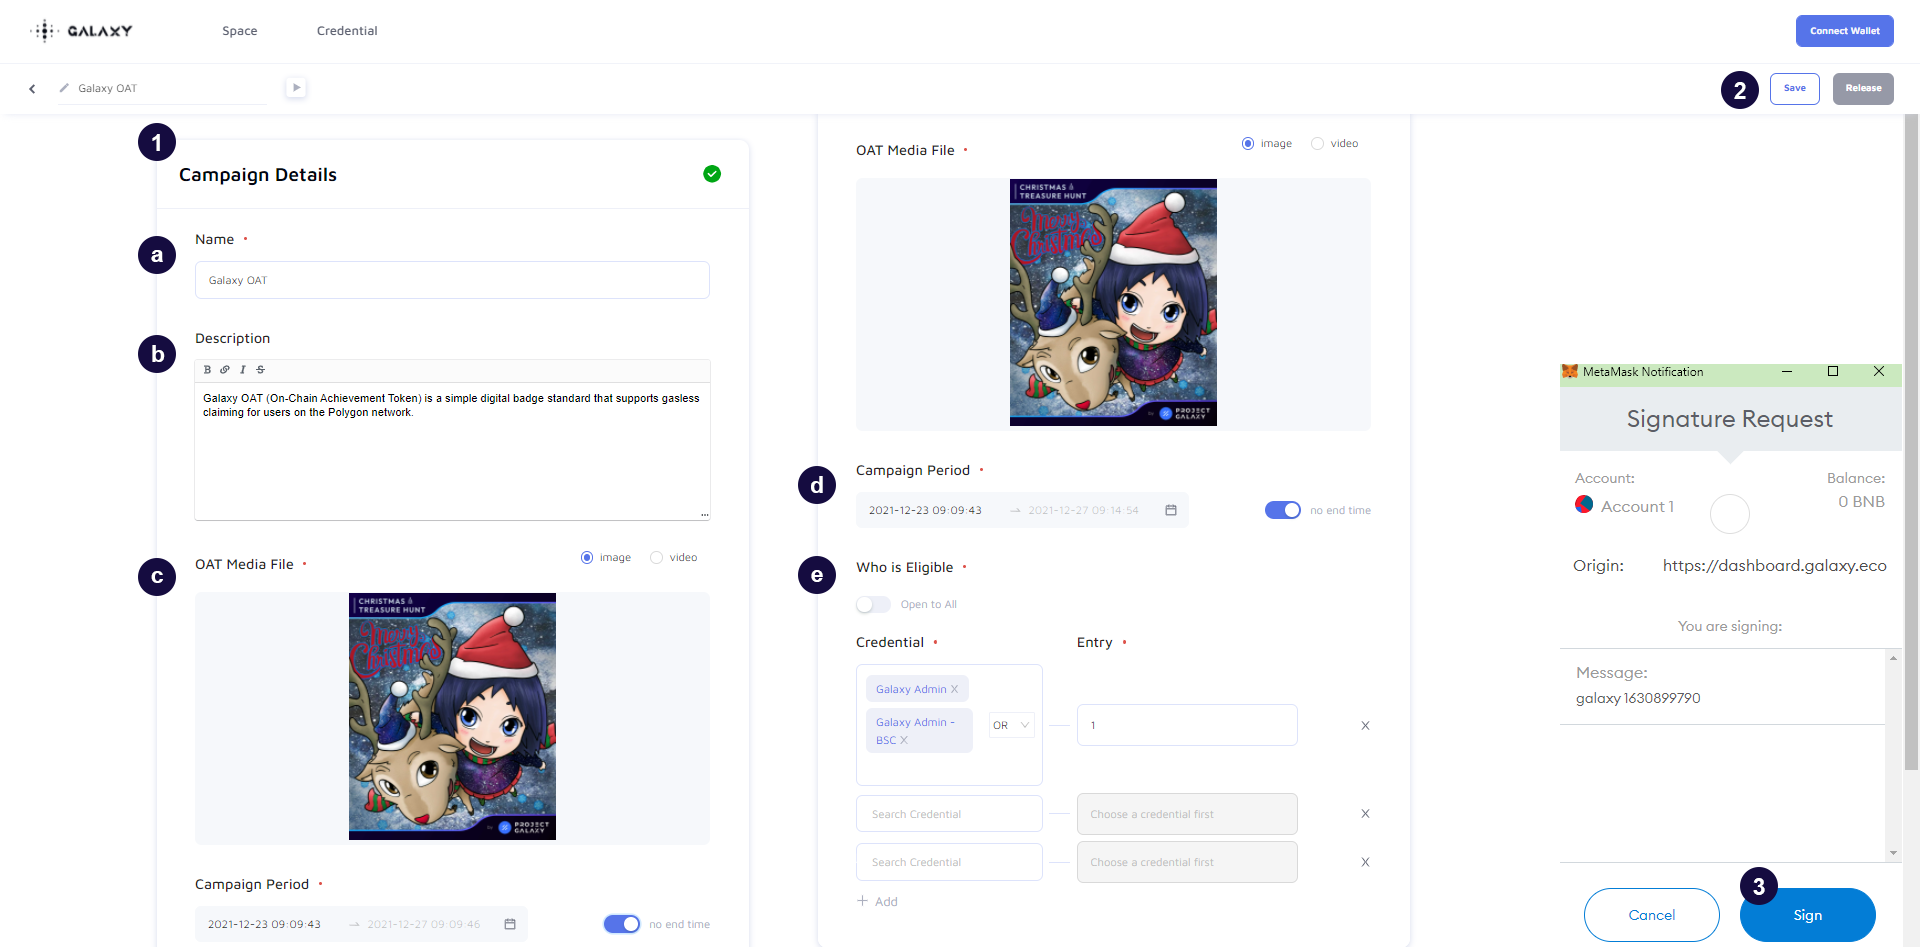 GALAXY
Space
Credential
Connect Wallet
Galaxy OAT
2
Save
Release
1
Campaign Details
a
Name •
Galaxy OAT
b
Description
B I S
Galaxy OAT (On-Chain Achievement Token) is a simple digital badge standard that supports gasless
claiming for users on the Polygon network.
c
OAT Media File •
image
video
CHRISTMAS &
TREASURE HUNT
Merry
Christmas
by PROJECT
GALAXY
Campaign Period •
2021-12-23 09:09:43 → 2021-12-27 09:09:46
no end time
OAT Media File •
image
video
CHRISTMAS &
TREASURE HUNT
Merry
Christmas
by PROJECT
GALAXY
d
Campaign Period •
2021-12-23 09:09:43 → 2021-12-27 09:14:54
no end time
e
Who is Eligible •
Open to All
Credential •
Entry •
Galaxy Admin X
Galaxy Admin -
BSC X
OR
1
X
Search Credential
Choose a credential first
X
Search Credential
Choose a credential first
X
+ Add
MetaMask Notification
Signature Request
Account:
Balance:
Account 1
0 BNB
Origin:
https://dashboard.galaxy.eco
You are signing:
Message:
galaxy 1630899790
3
Cancel
Sign